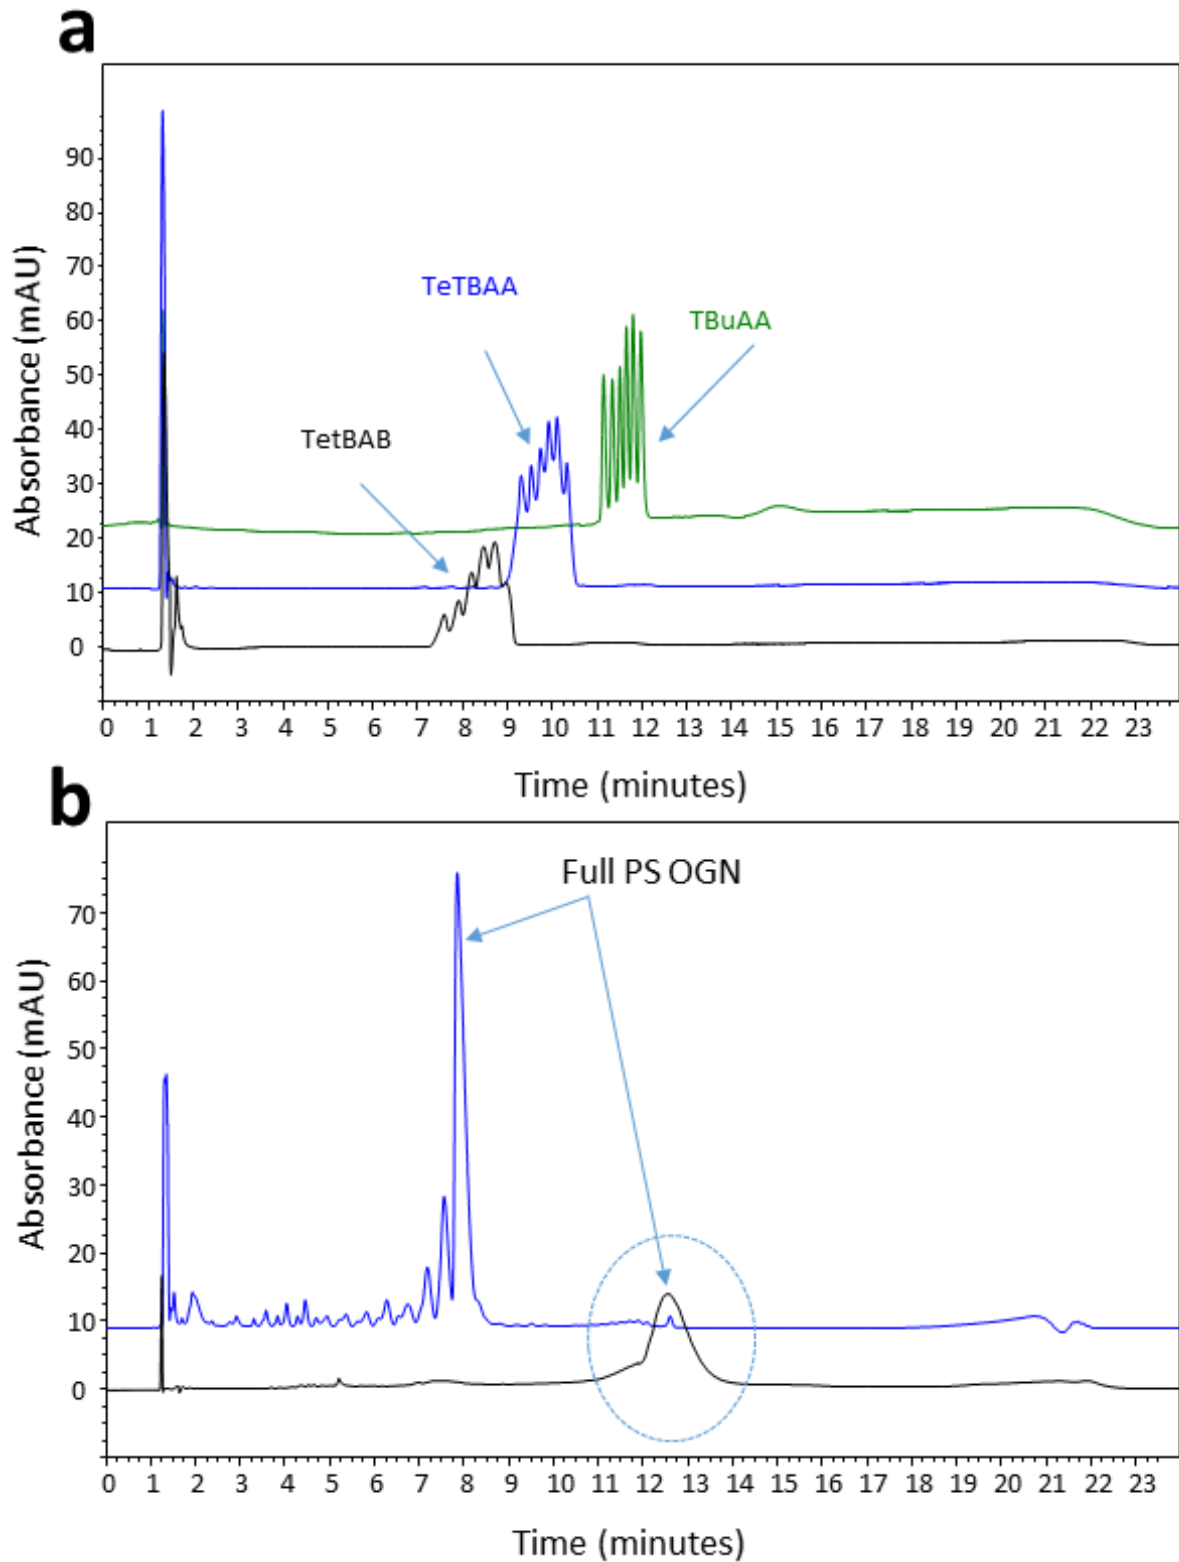 a
90
80
70
60
50
40
30
20
10
0
Absorbance (mAU)
TeTBAA
TBuAA
TetBAB
0 1 2 3 4 5 6 7 8 9 10 11 12 13 14 15 16 17 18 19 20 21 22 23
Time (minutes)
b
Full PS OGN
70
60
50
40
30
20
10
0
Absorbance (mAU)
0 1 2 3 4 5 6 7 8 9 10 11 12 13 14 15 16 17 18 19 20 21 22 23
Time (minutes)